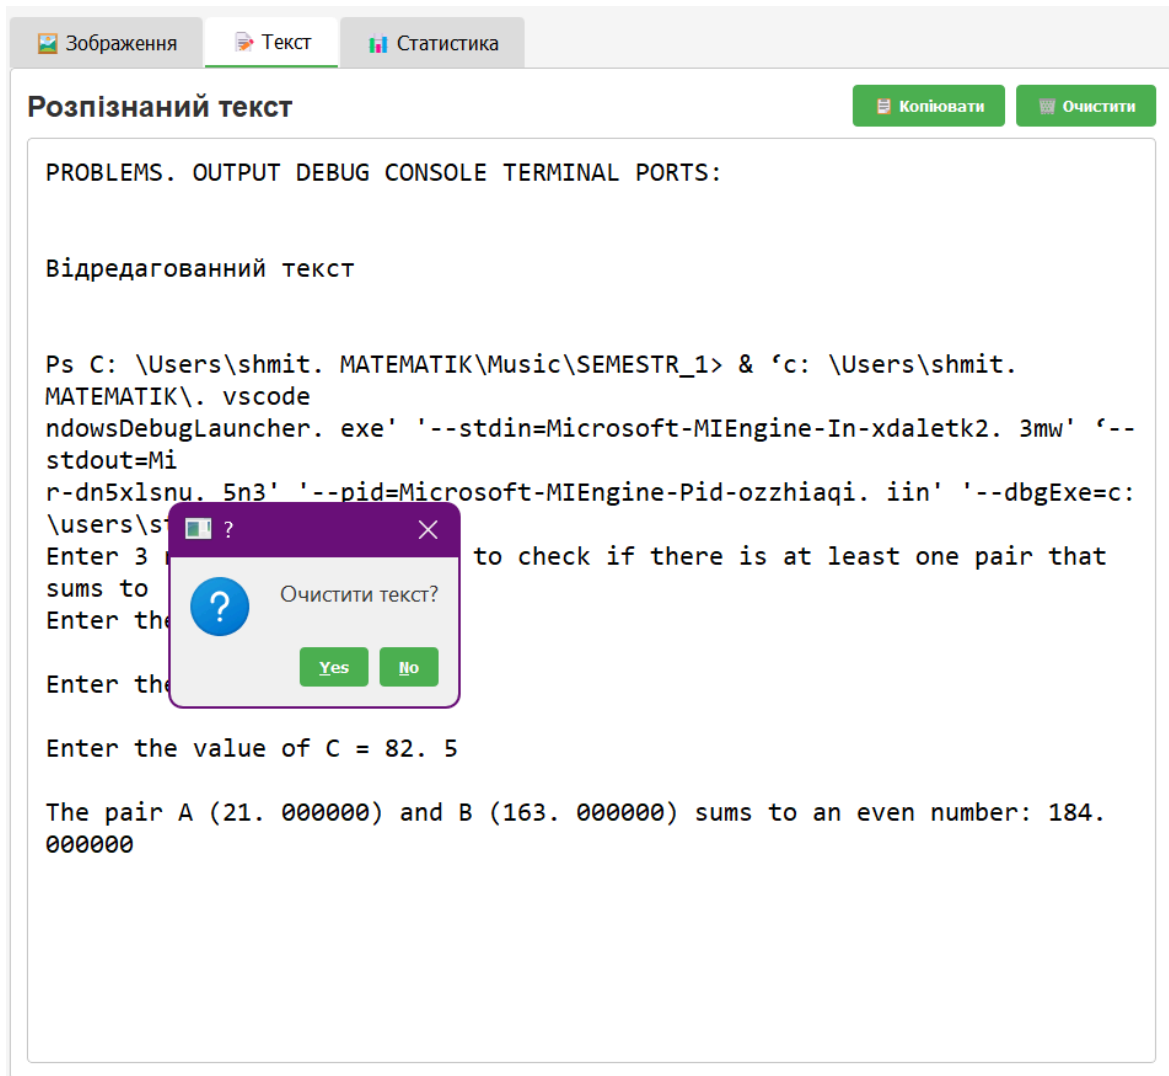 Зображення
Текст
Статистика
Розпізнаний текст
Копіювати
Очистити
PROBLEMS. OUTPUT DEBUG CONSOLE TERMINAL PORTS:
Відредагованний текст
Ps C: \Users\shmit. MATEMATIK\Music\SEMESTR_1> & ‘c: \Users\shmit.
MATEMATIK\. vscode
ndowsDebugLauncher. exe' '--stdin=Microsoft-MIEngine-In-xdaletk2. 3mw' ‘--
stdout=Mi
r-dn5xlsnu. 5n3' '--pid=Microsoft-MIEngine-Pid-ozzhiaqi. iin' '--dbgExe=c:
\users\s
?
Enter 3 to check if there is at least one pair that
sums to
Очистити текст?
Enter the
Yes
No
Enter the
Enter the value of C = 82. 5
The pair A (21. 000000) and B (163. 000000) sums to an even number: 184.
000000